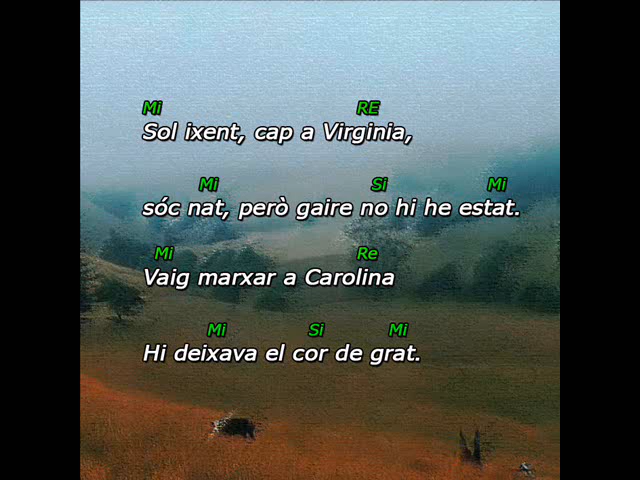 Mi RE
Sol ixent, cap a Virginia,
Mi Si Mi
sóc nat, però gaire no hi he estat.
Mi Re
Vaig marxar a Carolina
Mi Si Mi
Hi deixava el cor de grat.